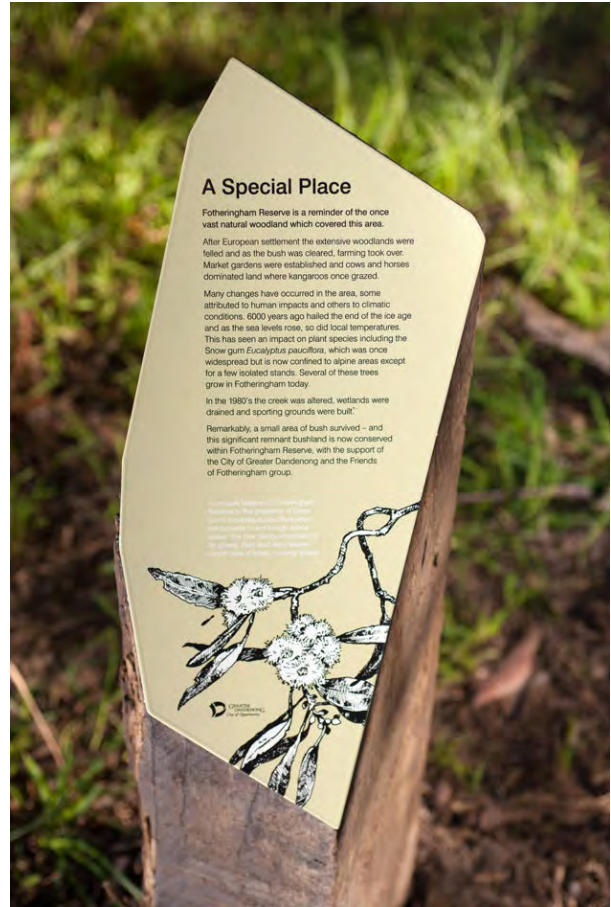 A Special Place
Fotheringham Reserve is a reminder of the once
vast natural woodland which covered this area.
After European settlement the extensive woodlands were
felled and as the bush was cleared, farming took over.
Market gardens were established and cows and horses
dominated land where kangaroos once grazed.
Many changes have occurred in the area, some
attributed to human impacts and others to climatic
conditions. 6000 years ago hailed the end of the ice age
and as the sea levels rose, so did local temperatures.
This has seen an impact on plant species including the
Snow gum Eucalyptus pauciflora, which was once
widespread but is now confined to alpine areas except
for a few isolated stands. Several of these trees
grow in Fotheringham today.
In the 1980's the creek was altered, wetlands were
drained and sporting grounds were built.
Remarkably, a small area of bush survived – and
this significant remnant bushland is now conserved
within Fotheringham Reserve, with the support of
the City of Greater Dandenong and the Friends
of Fotheringham group.
GREATER
DANDENONG
City of Opportunity